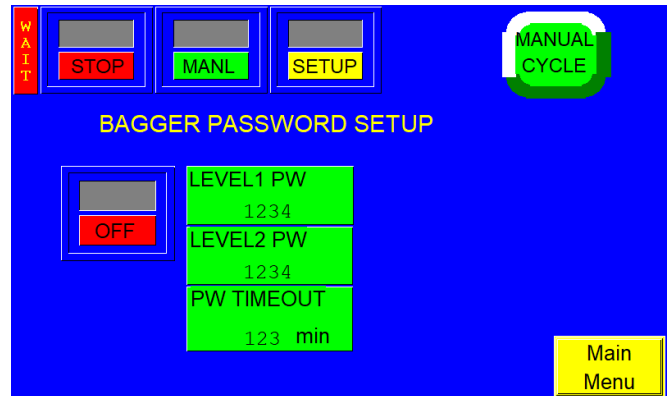 WAIT
STOP
MANL
SETUP
MANUAL
CYCLE
BAGGER PASSWORD SETUP
OFF
LEVEL1 PW
1234
LEVEL2 PW
1234
PW TIMEOUT
123 min
Main
Menu